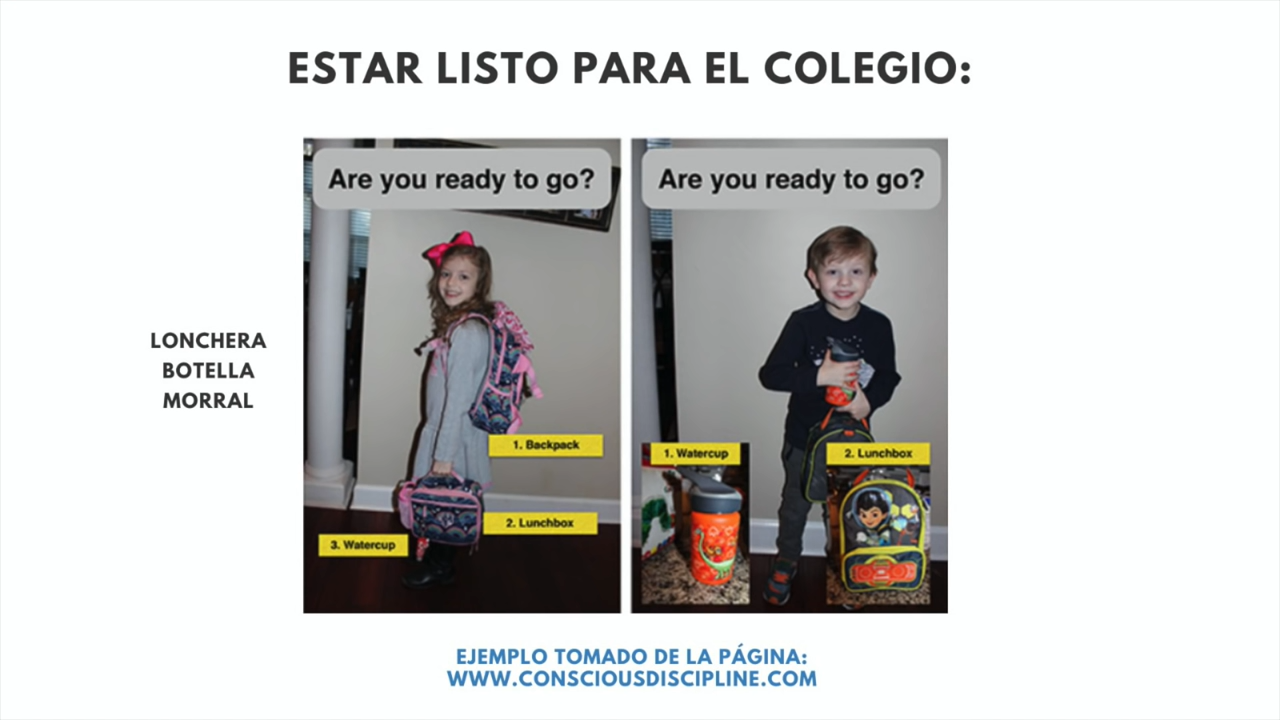 ESTAR LISTO PARA EL COLEGIO:
LONCHERA
BOTELLA
MORRAL
Are you ready to go?
1. Backpack
2. Lunchbox
3. Watercup
Are you ready to go?
1. Watercup
2. Lunchbox
EJEMPLO TOMADO DE LA PÁGINA:
WWW.CONSCIOUSDISCIPLINE.COM